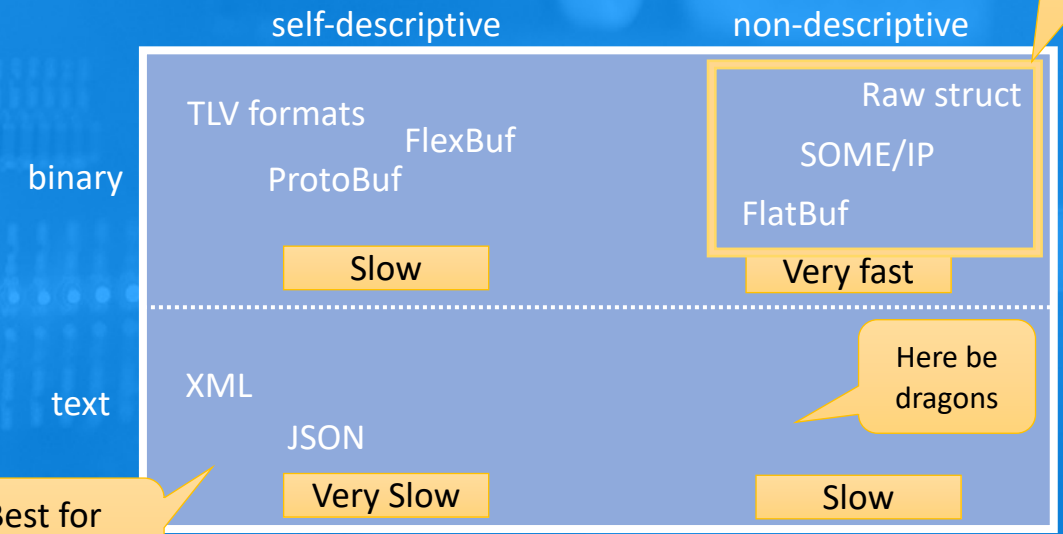 self-descriptive
non-descriptive
binary
TLV formats
FlexBuf
ProtoBuf
Slow
Raw struct
SOME/IP
FlatBuf
Very fast
text
XML
JSON
Very Slow
Here be
dragons
Slow
Best for